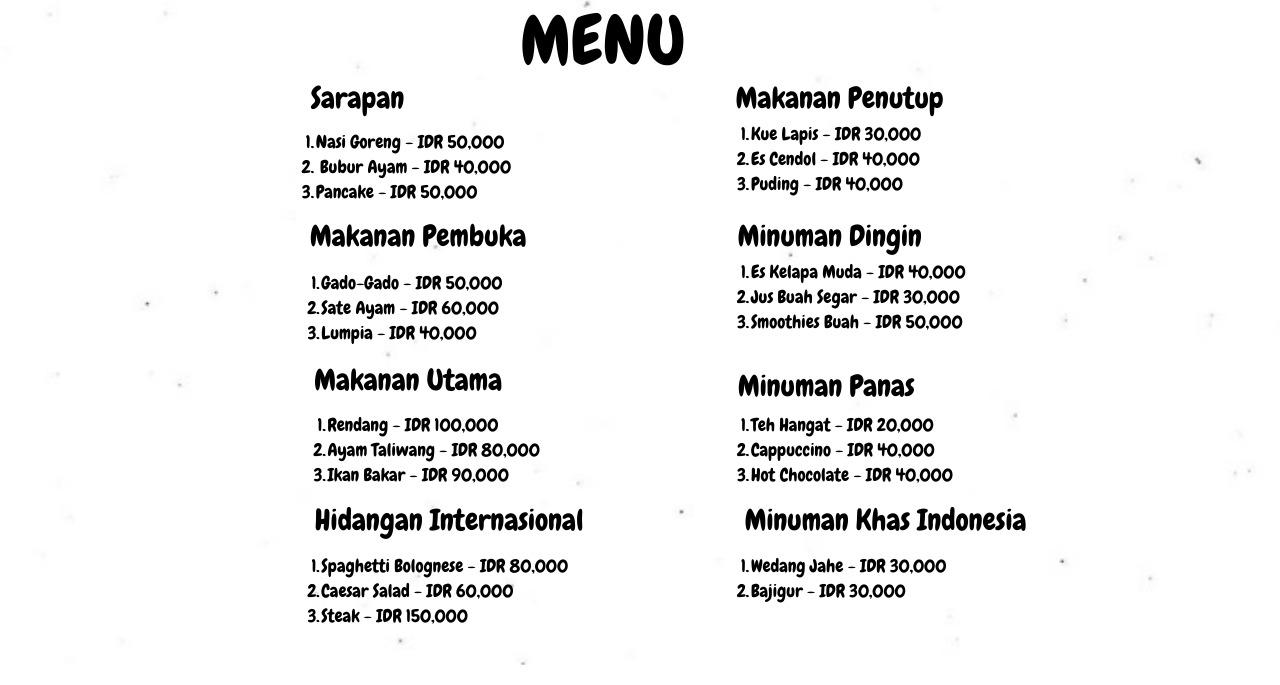 MENU
Sarapan
1.Nasi Goreng - IDR 50,000
2. Bubur Ayam - IDR 40,000
3.Pancake - IDR 50,000
Makanan Pembuka
1.Gado-Gado - IDR 50,000
2.Sate Ayam - IDR 60,000
3.Lumpia - IDR 40,000
Makanan Utama
1.Rendang - IDR 100,000
2.Ayam Taliwang - IDR 80,000
3.Ikan Bakar - IDR 90,000
Hidangan Internasional
1.Spaghetti Bolognese - IDR 80,000
2.Caesar Salad - IDR 60,000
3.Steak - IDR 150,000
Makanan Penutup
1.Kue Lapis - IDR 30,000
2.Es Cendol - IDR 40,000
3.Puding - IDR 40,000
Minuman Dingin
1.Es Kelapa Muda - IDR 40,000
2.Jus Buah Segar - IDR 30,000
3.Smoothies Buah - IDR 50,000
Minuman Panas
1.Teh Hangat - IDR 20,000
2.Cappuccino - IDR 40,000
3.Hot Chocolate - IDR 40,000
Minuman Khas Indonesia
1.Wedang Jahe - IDR 30,000
2.Bajigur - IDR 30,000